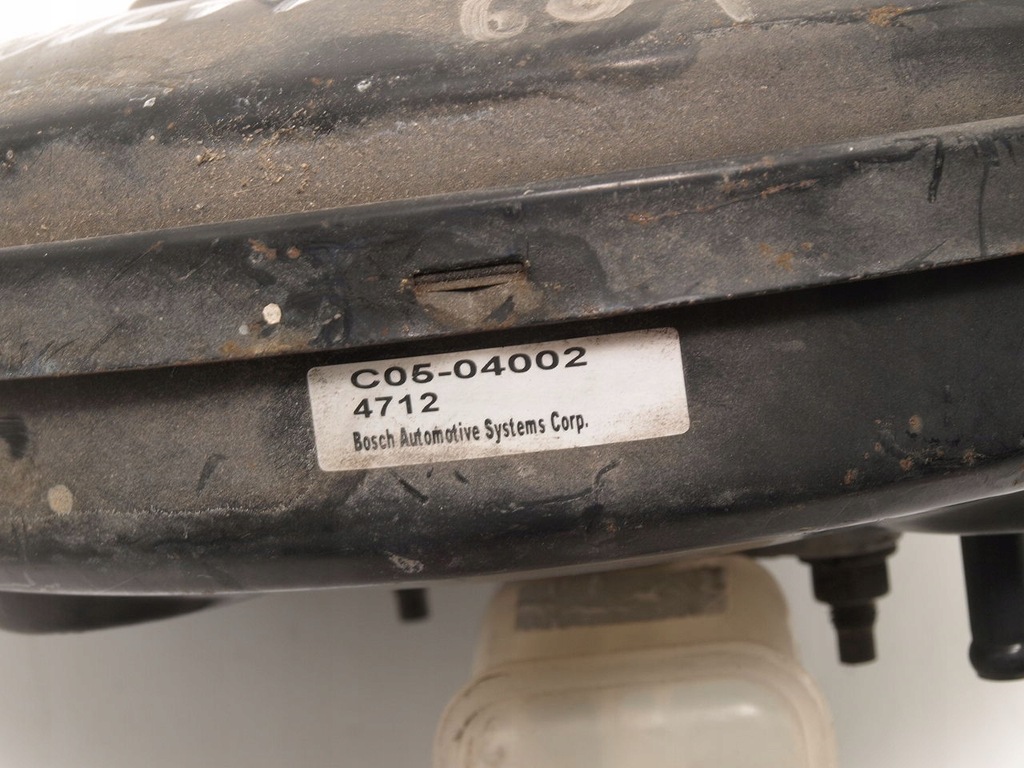 C05-04002
4712
Bosch Automotive Systems Corp.